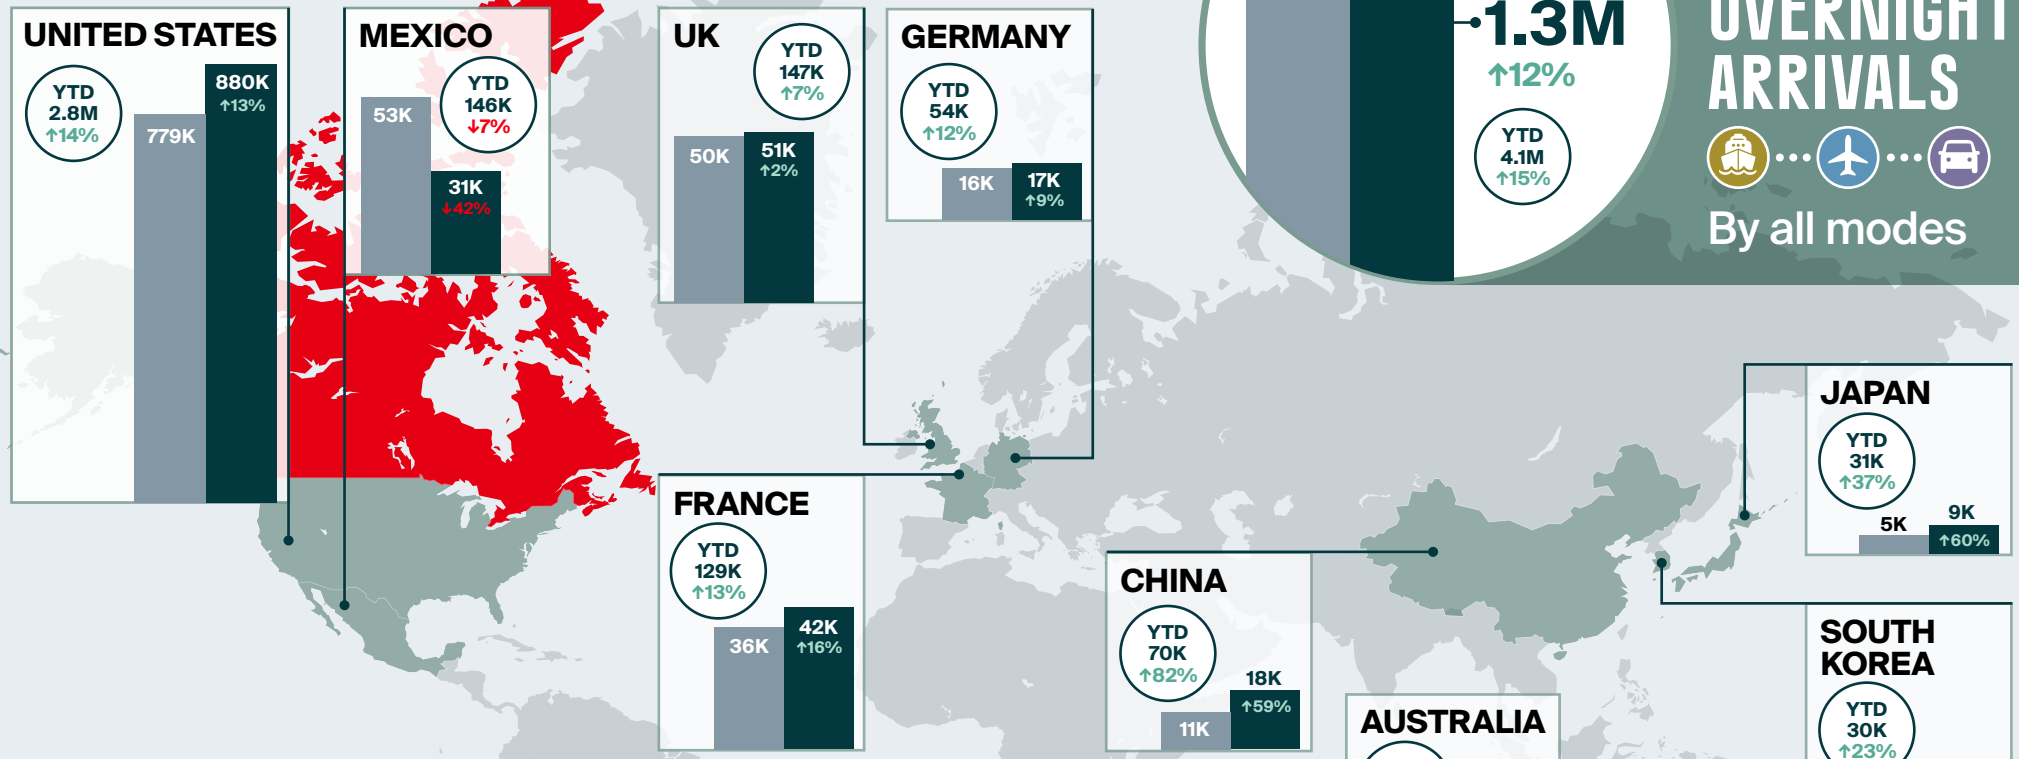 UNITED STATES
YTD
2.8M
↑14%
779K
880K
↑13%
MEXICO
YTD
146K
↓7%
53K
31K
↓42%
UK
YTD
147K
↑7%
50K
51K
↑2%
GERMANY
YTD
54K
↑12%
16K
17K
↑9%
1.3M
↑12%
YTD
4.1M
↑15%
OVERNIGHT
ARRIVALS
By all modes
FRANCE
YTD
129K
↑13%
36K
42K
↑16%
CHINA
YTD
70K
↑82%
11K
18K
↑59%
AUSTRALIA
JAPAN
YTD
31K
↑37%
5K
9K
↑60%
SOUTH
KOREA
YTD
30K
↑23%